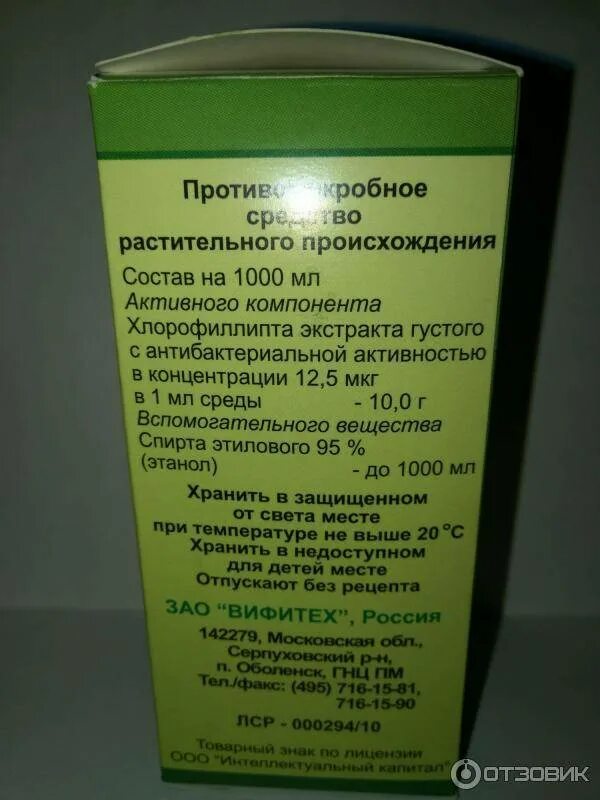 Противомикробное
средство
растительного происхождения
Состав на 1000 мл
Активного компонента
Хлорофиллипта экстракта густого
с антибактериальной активностью
в концентрации 12,5 мкг
в 1 мл среды - 10,0 г
Вспомогательного вещества
Спирта этилового 95 %
(этанол) - до 1000 мл
Хранить в защищенном
от света месте
при температуре не выше 20 °С
Хранить в недоступном
для детей месте
Отпускают без рецепта
ЗАО "ВИФИТЕХ", Россия
142279, Московская обл.,
Серпуховский р-н,
п. Оболенск, ГНЦ ПМ
Тел./факс: (495) 716-15-81,
716-15-90
ЛСР - 000294/10
Товарный знак по лицензии
ООО "Интеллектуальный капитал"
ОТЗОВИК